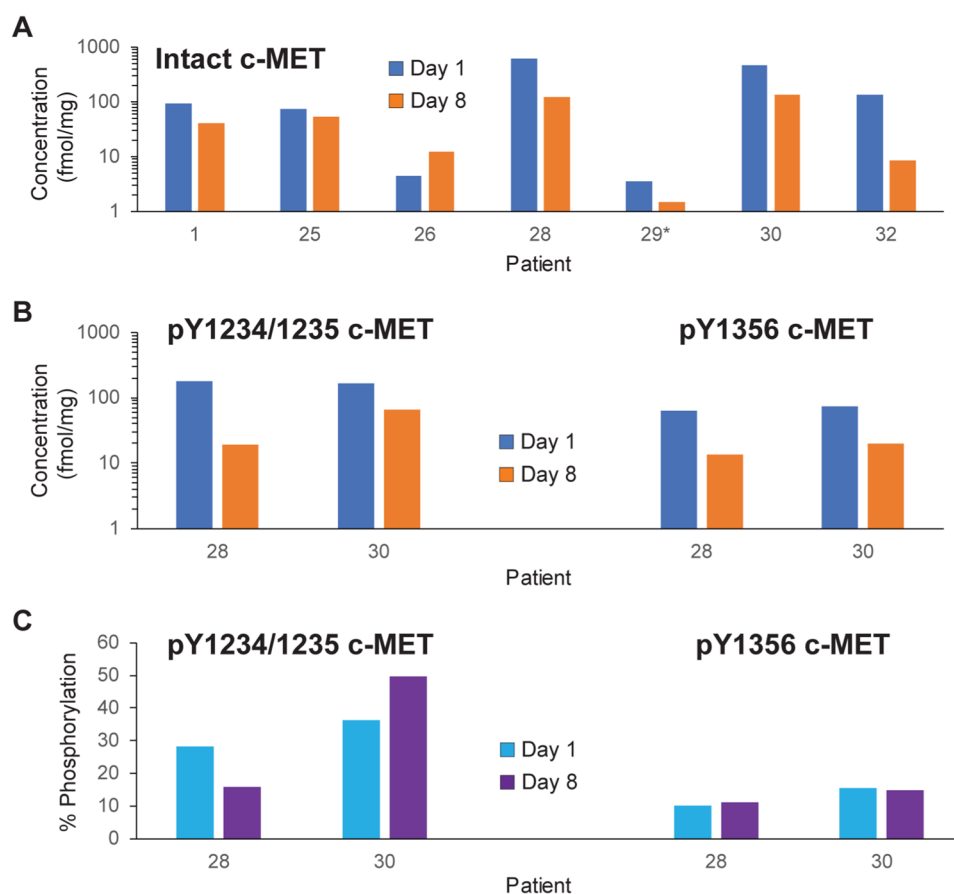 A
Intact c-MET
Day 1
Day 8
Concentration
(fmol/mg)
1000
100
10
1
1 25 26 28 29* 30 32
Patient
B
pY1234/1235 c-MET pY1356 c-MET
Concentration
(fmol/mg)
1000
100
10
1
Day 1
Day 8
28 30 28 30
Patient
C
pY1234/1235 c-MET pY1356 c-MET
% Phosphorylation
60
50
40
30
20
10
0
Day 1
Day 8
28 30 28 30
Patient